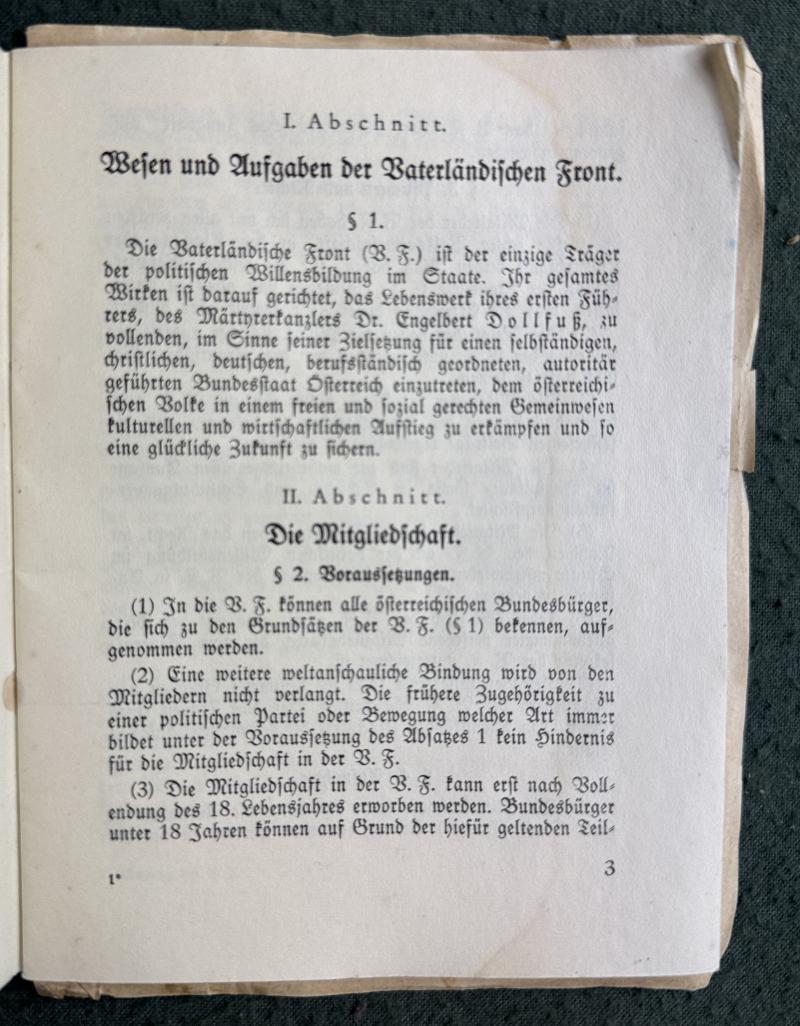 I. Abschnitt.
Wesen und Aufgaben der Vaterländischen Front.
§ 1.
Die Vaterländische Front (V. F.) ist der einzige Träger
der politischen Willensbildung im Staate. Ihr gesamtes
Wirken ist darauf gerichtet, das Lebenswerk ihres ersten Füh-
rers, des Märtyrerkanzlers Dr. Engelbert Dollfuß, zu
vollenden, im Sinne seiner Zielsetzung für einen selbständigen,
christlichen, deutschen, berufsständisch geordneten, autoritär
geführten Bundesstaat Österreich einzutreten, dem österreichi-
schen Volke in einem freien und sozial gerechten Gemeinwesen
kulturellen und wirtschaftlichen Aufstieg zu erkämpfen und so
eine glückliche Zukunft zu sichern.
II. Abschnitt.
Die Mitgliedschaft.
§ 2. Voraussetzungen.
(1) In die V. F. können alle österreichischen Bundesbürger,
die sich zu den Grundsätzen der V. F. (§ 1) bekennen, auf-
genommen werden.
(2) Eine weitere weltanschauliche Bindung wird von den
Mitgliedern nicht verlangt. Die frühere Zugehörigkeit zu
einer politischen Partei oder Bewegung welcher Art immer
bildet unter der Voraussetzung des Absatzes 1 kein Hindernis
für die Mitgliedschaft in der V. F.
(3) Die Mitgliedschaft in der V. F. kann erst nach Voll-
endung des 18. Lebensjahres erworben werden. Bundesbürger
unter 18 Jahren können auf Grund der hiefür geltenden Teil-
1*
3